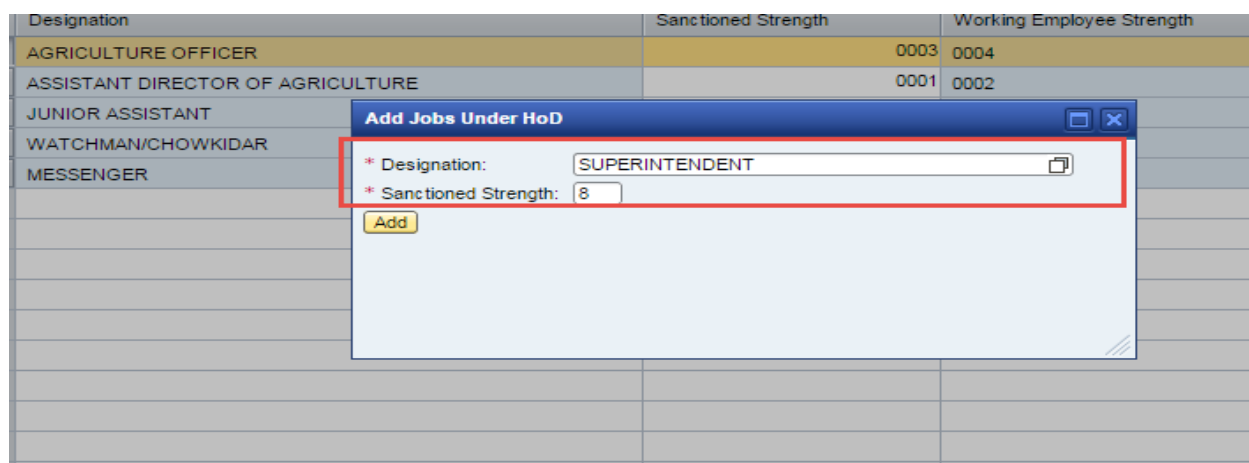 Designation Sanctioned Strength Working Employee Strength
AGRICULTURE OFFICER 0003 0004
ASSISTANT DIRECTOR OF AGRICULTURE 0001 0002
JUNIOR ASSISTANT
WATCHMAN/CHOWKIDAR
MESSENGER
Add Jobs Under HoD
* Designation: SUPERINTENDENT
* Sanctioned Strength: 8
Add